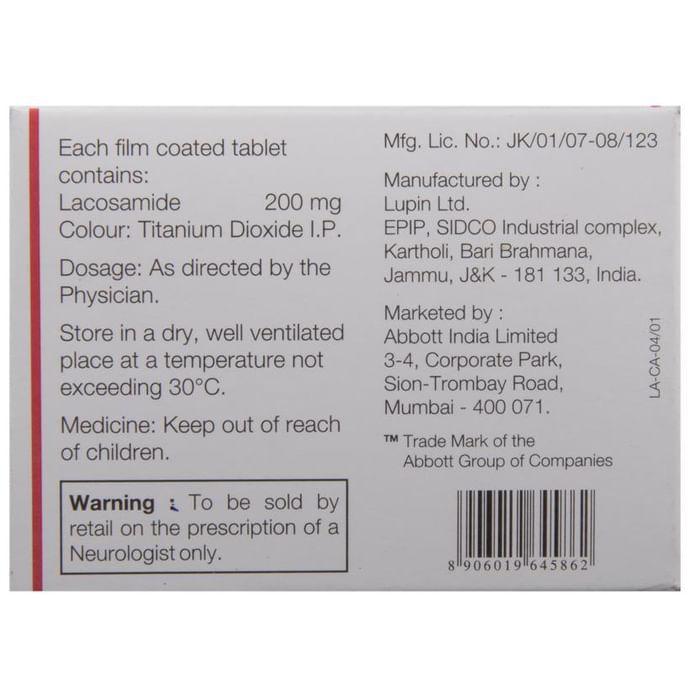 Each film coated tablet
contains:
Lacosamide 200 mg
Colour: Titanium Dioxide I.P.
Dosage: As directed by the
Physician.
Store in a dry, well ventilated
place at a temperature not
exceeding 30°C.
Medicine: Keep out of reach
of children.
Warning : To be sold by
retail on the prescription of a
Neurologist only.
Mfg. Lic. No.: JK/01/07-08/123
Manufactured by :
Lupin Ltd.
EPIP, SIDCO Industrial complex,
Kartholi, Bari Brahmana,
Jammu, J&K - 181 133, India.
Marketed by :
Abbott India Limited
3-4, Corporate Park,
Sion-Trombay Road,
Mumbai - 400 071.
™ Trade Mark of the
Abbott Group of Companies
8 906019 645862
LA-CA-04/01